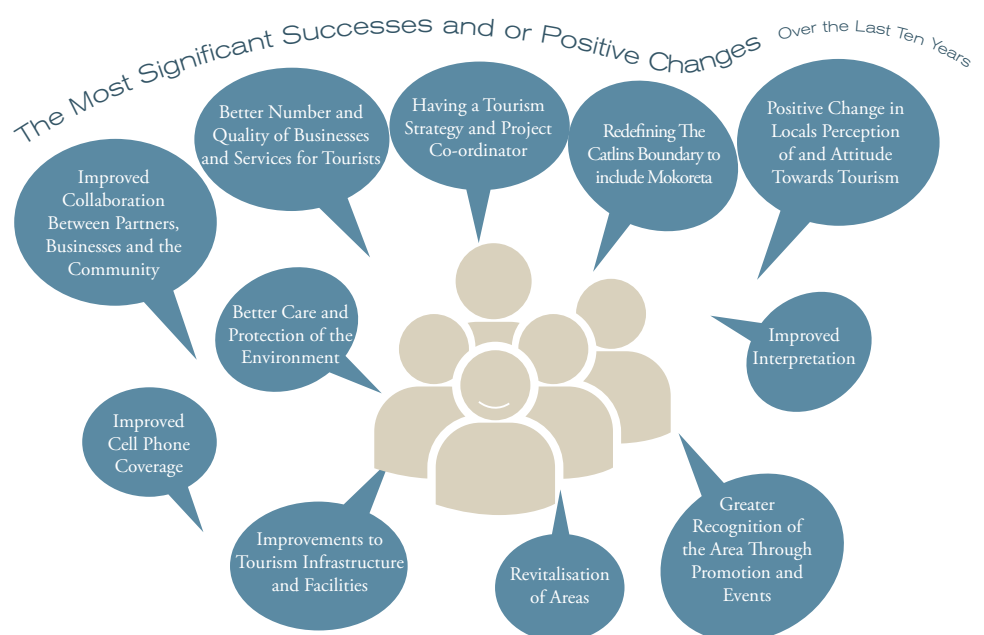 The Most Significant Successes and or Positive Changes Over the Last Ten Years
Improved
Collaboration
Between Partners,
Businesses and the
Community
Better Number and
Quality of Businesses
and Services for Tourists
Having a Tourism
Strategy and Project
Co-ordinator
Redefining The
Catlins Boundary to
include Mokoreta
Positive Change in
Locals Perception
of and Attitude
Towards Tourism
Better Care and
Protection of the
Environment
Improved
Interpretation
Improved
Cell Phone
Coverage
Improvements to
Tourism Infrastructure
and Facilities
Revitalisation
of Areas
Greater
Recognition of
the Area Through
Promotion and
Events